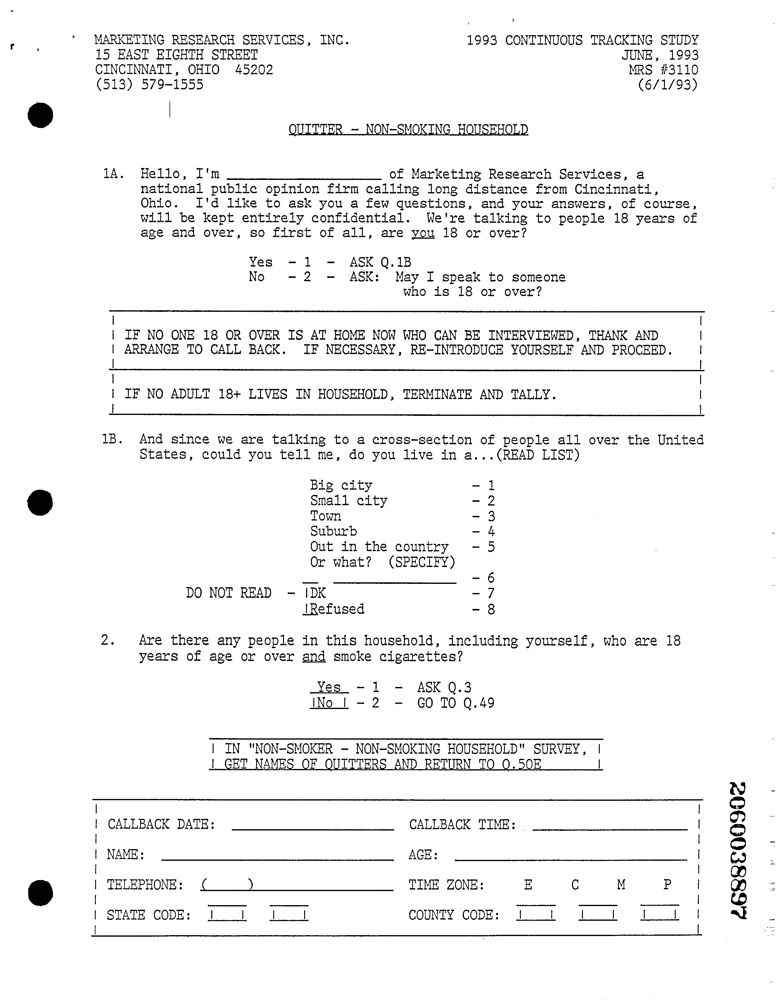 MARKETING RESEARCH SERVICES, INC. 1993 CONTINUOUS TRACKING STUDY
15 EAST EIGHTH STREET JUNE, 1993
CINCINNATI, OHIO 45202 MRS #3110
(513) 579-1555 (6/1/93)
QUITTER - NON-SMOKING HOUSEHOLD
1A. Hello, I'm ____________________ of Marketing Research Services, a
national public opinion firm calling long distance from Cincinnati,
Ohio. I'd like to ask you a few questions, and your answers, of course,
will be kept entirely confidential. We're talking to people 18 years of
age and over, so first of all, are you 18 or over?
Yes - 1 - ASK Q.1B
No - 2 - ASK: May I speak to someone
who is 18 or over?
IF NO ONE 18 OR OVER IS AT HOME NOW WHO CAN BE INTERVIEWED, THANK AND
ARRANGE TO CALL BACK. IF NECESSARY, RE-INTRODUCE YOURSELF AND PROCEED.
IF NO ADULT 18+ LIVES IN HOUSEHOLD, TERMINATE AND TALLY.
1B. And since we are talking to a cross-section of people all over the United
States, could you tell me, do you live in a...(READ LIST)
Big city - 1
Small city - 2
Town - 3
Suburb - 4
Out in the country - 5
Or what? (SPECIFY)
__ ________________ - 6
DO NOT READ - DK - 7
Refused - 8
2. Are there any people in this household, including yourself, who are 18
years of age or over and smoke cigarettes?
Yes - 1 - ASK Q.3
No - 2 - GO TO Q.49
IN "NON-SMOKER - NON-SMOKING HOUSEHOLD" SURVEY,
GET NAMES OF QUITTERS AND RETURN TO Q.50E
CALLBACK DATE: ____________________ CALLBACK TIME: ____________________
NAME: ____________________ AGE: ____________________
TELEPHONE: ( ) ____________________ TIME ZONE: E C M P
STATE CODE: COUNTY CODE:
2060038897